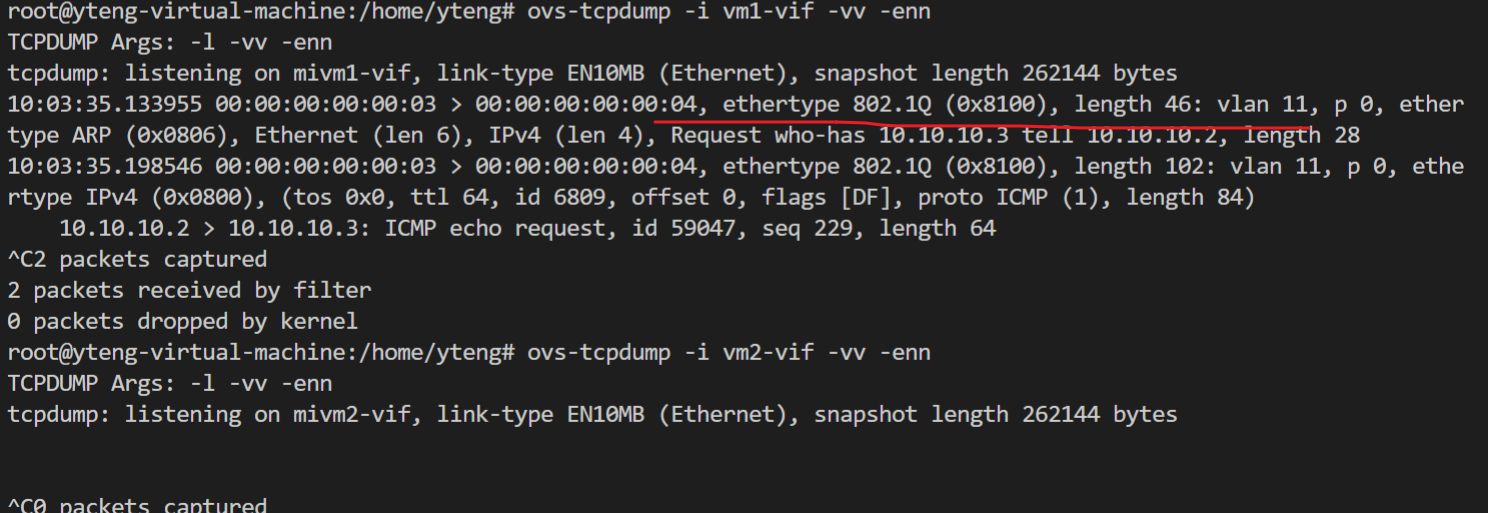 root@yteng-virtual-machine:/home/yteng# ovs-tcpdump -i vm1-vif -vv -enn
TCPDUMP Args: -l -vv -enn
tcpdump: listening on mivm1-vif, link-type EN10MB (Ethernet), snapshot length 262144 bytes
10:03:35.133955 00:00:00:00:00:03 > 00:00:00:00:00:04, ethertype 802.1Q (0x8100), length 46: vlan 11, p 0, ether
type ARP (0x0806), Ethernet (len 6), IPv4 (len 4), Request who-has 10.10.10.3 tell 10.10.10.2, length 28
10:03:35.198546 00:00:00:00:00:03 > 00:00:00:00:00:04, ethertype 802.1Q (0x8100), length 102: vlan 11, p 0, ethe
rtype IPv4 (0x0800), (tos 0x0, ttl 64, id 6809, offset 0, flags [DF], proto ICMP (1), length 84)
    10.10.10.2 > 10.10.10.3: ICMP echo request, id 59047, seq 229, length 64
^C2 packets captured
2 packets received by filter
0 packets dropped by kernel
root@yteng-virtual-machine:/home/yteng# ovs-tcpdump -i vm2-vif -vv -enn
TCPDUMP Args: -l -vv -enn
tcpdump: listening on mivm2-vif, link-type EN10MB (Ethernet), snapshot length 262144 bytes
^C0 packets captured